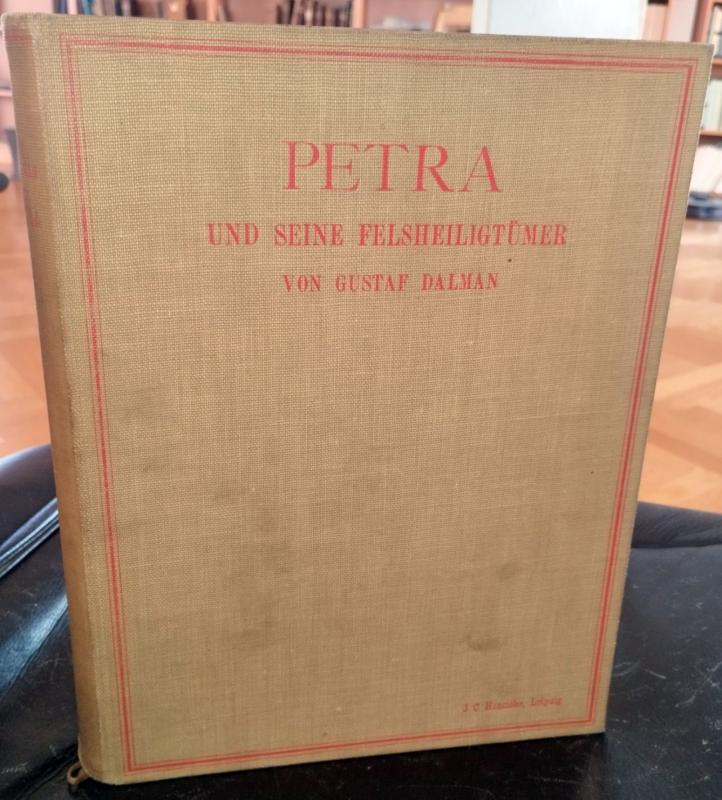 PETRA
UND SEINE FELSHEILIGTÜMER
VON GUSTAF DALMAN
J C Hinrichs, Leipzig